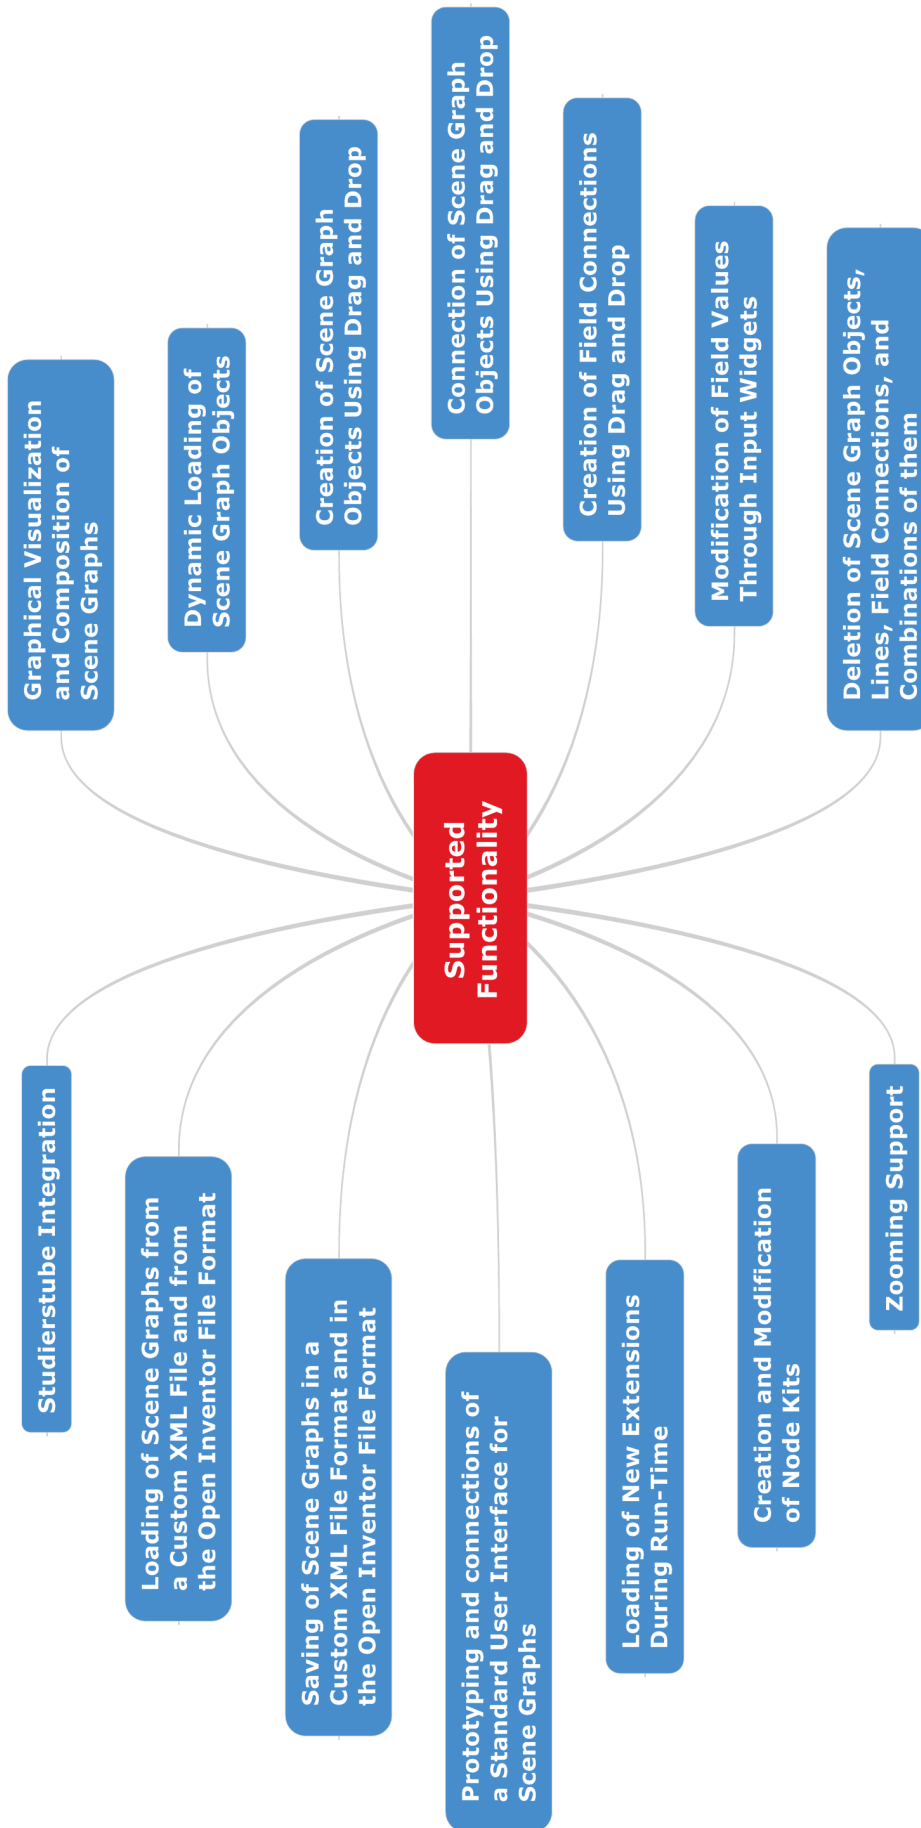 Supported
Functionality
Graphical Visualization
and Composition of
Scene Graphs
Dynamic Loading of
Scene Graph Objects
Creation of Scene Graph
Objects Using Drag and Drop
Connection of Scene Graph
Objects Using Drag and Drop
Creation of Field Connections
Using Drag and Drop
Modification of Field Values
Through Input Widgets
Deletion of Scene Graph Objects,
Lines, Field Connections, and
Combinations of them
Studierstube Integration
Loading of Scene Graphs from
a Custom XML File and from
the Open Inventor File Format
Saving of Scene Graphs in a
Custom XML File Format and in
the Open Inventor File Format
Prototyping and connections of
a Standard User Interface for
Scene Graphs
Loading of New Extensions
During Run-Time
Creation and Modification
of Node Kits
Zooming Support